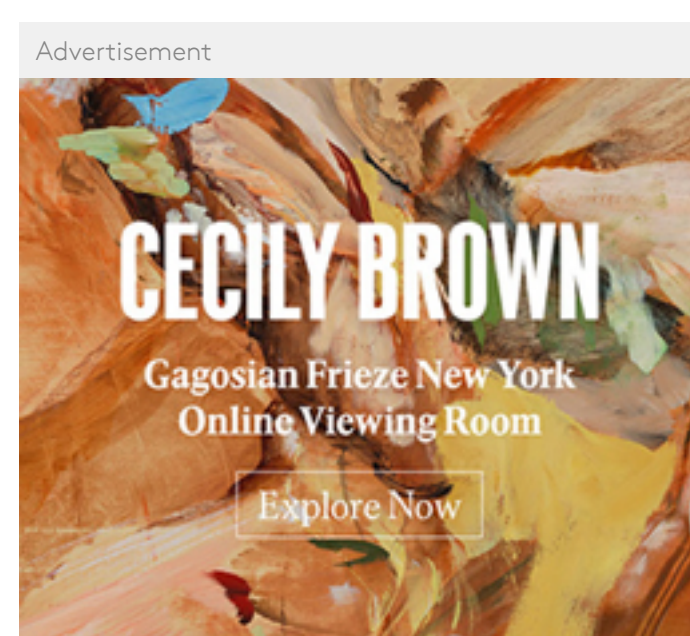 Advertisement
CECILY BROWN
Gagosian Frieze New York
Online Viewing Room
Explore Now